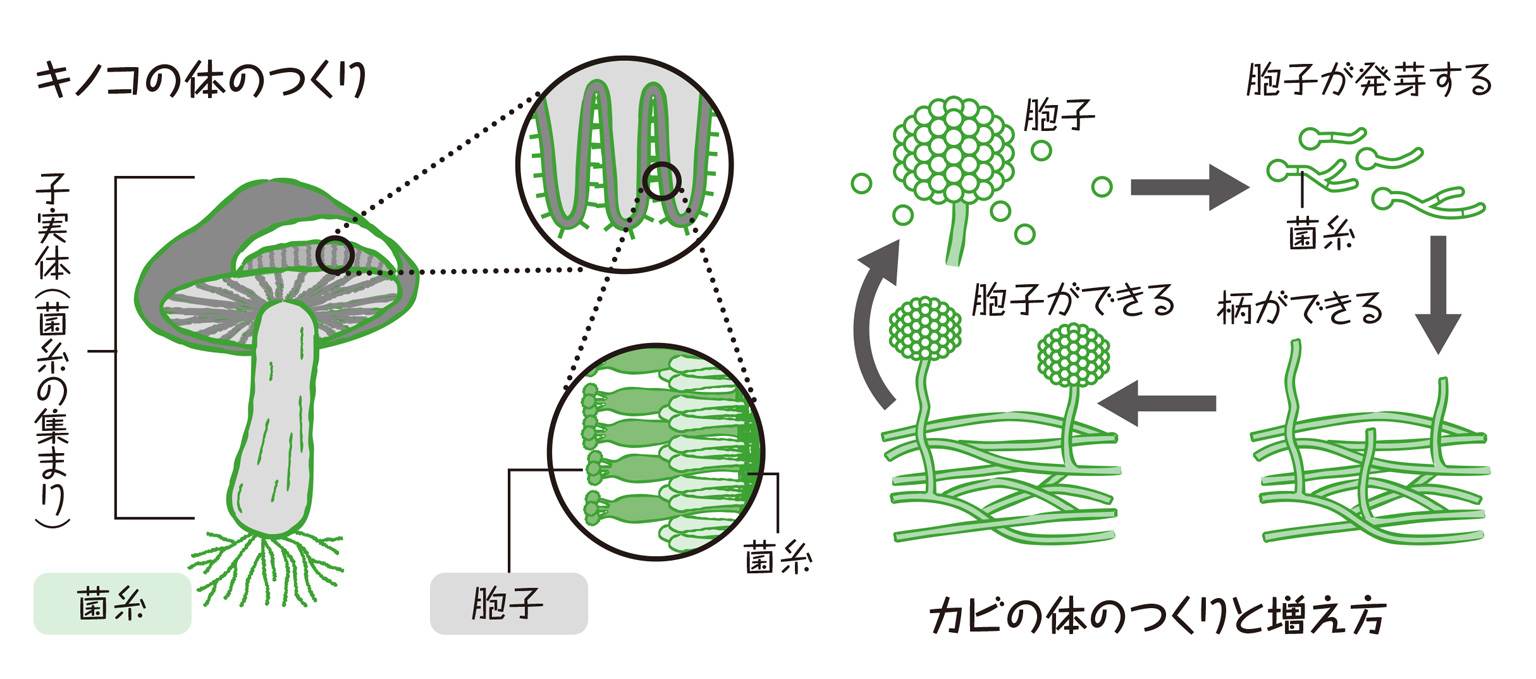 キノコの体のつくり
子実体（菌糸の集まり）
菌糸
胞子
菌糸
胞子
胞子が発芽する
菌糸
柄ができる
胞子ができる
カビの体のつくりと増え方